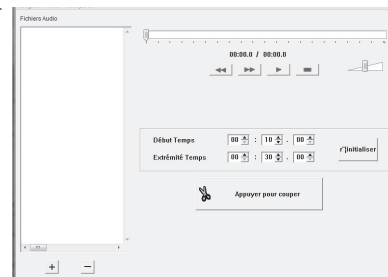 Fichiers Audio
00:00.0 / 00:00.0
Début Temps 00 : 10 . 00
Extrémité Temps 00 : 30 . 00
r˜]initialiser
Appuyer pour couper